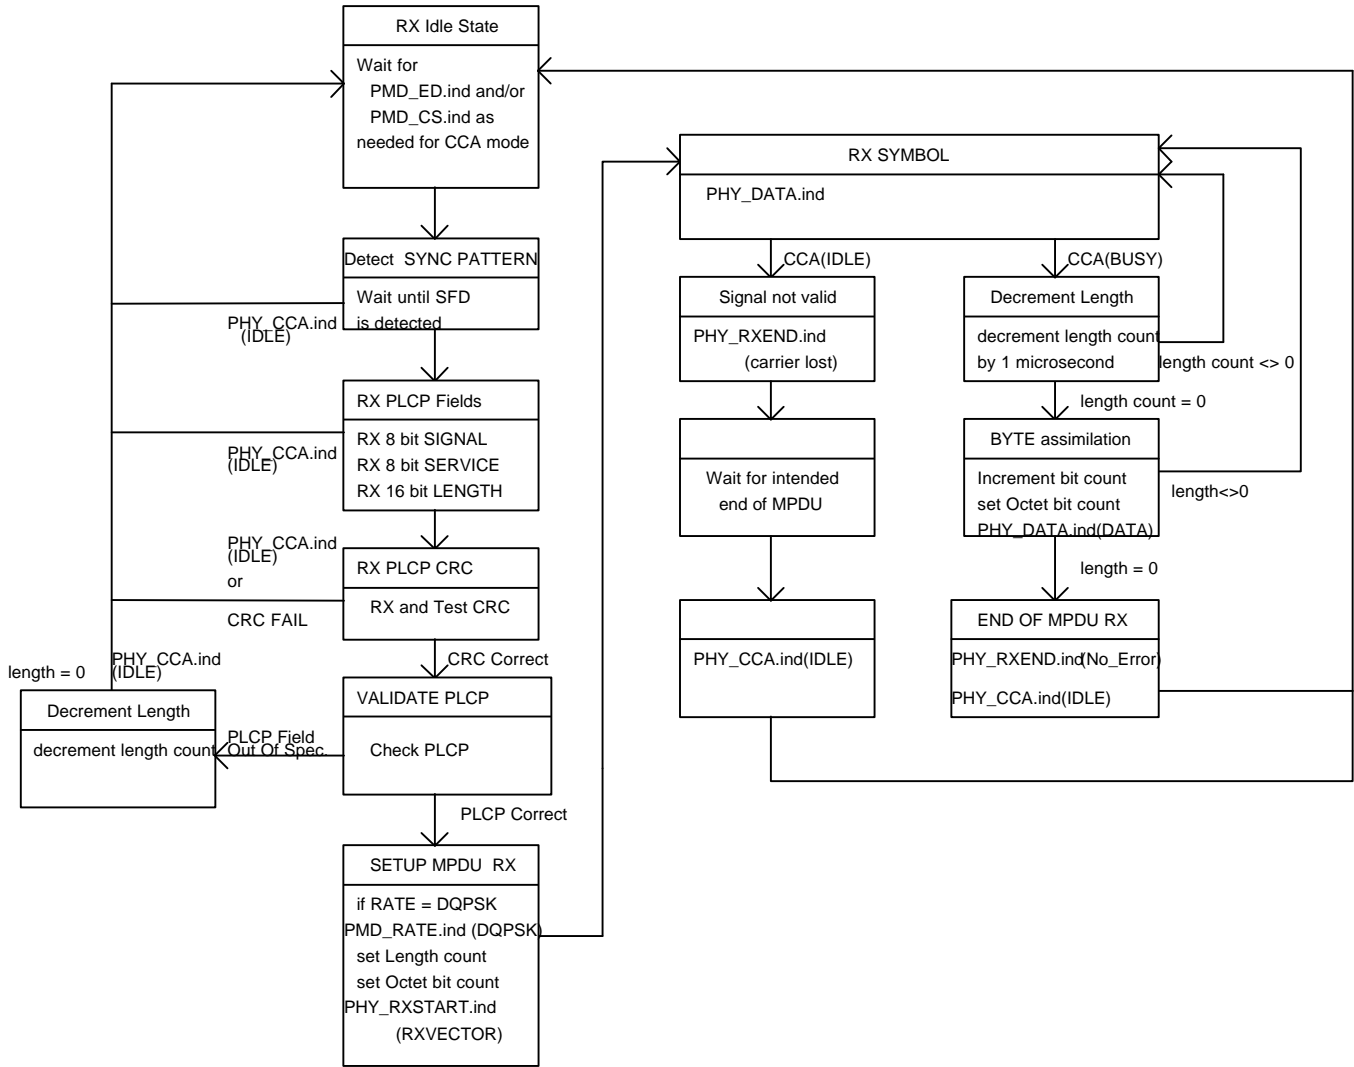 RX Idle State
Wait for
PMD_ED.ind and/or
PMD_CS.ind as
needed for CCA mode
Detect SYNC PATTERN
Wait until SFD
is detected
PHY_CCA.ind
(IDLE)
RX PLCP Fields
RX 8 bit SIGNAL
RX 8 bit SERVICE
RX 16 bit LENGTH
PHY_CCA.ind
(IDLE)
PHY_CCA.ind
(IDLE)
or
CRC FAIL
RX PLCP CRC
RX and Test CRC
CRC Correct
length = 0
PHY_CCA.ind
(IDLE)
Decrement Length
decrement length count
PLCP Field
Out Of Spec.
VALIDATE PLCP
Check PLCP
PLCP Correct
SETUP MPDU RX
if RATE = DQPSK
PMD_RATE.ind (DQPSK)
set Length count
set Octet bit count
PHY_RXSTART.ind
(RXVECTOR)
RX SYMBOL
PHY_DATA.ind
CCA(IDLE)
Signal not valid
PHY_RXEND.ind
(carrier lost)
Wait for intended
end of MPDU
PHY_CCA.ind(IDLE)
CCA(BUSY)
Decrement Length
decrement length count
by 1 microsecond
length count <> 0
length count = 0
BYTE assimilation
Increment bit count
set Octet bit count
PHY_DATA.ind(DATA)
length<>0
length = 0
END OF MPDU RX
PHY_RXEND.ind(No_Error)
PHY_CCA.ind(IDLE)